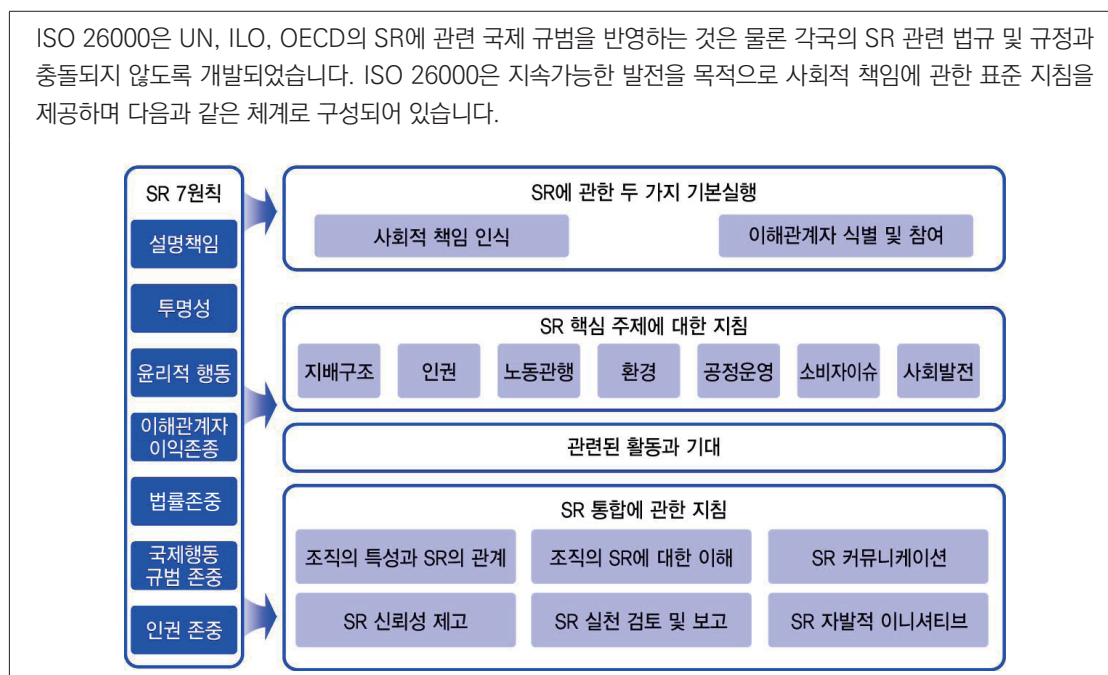 ISO 26000은 UN, ILO, OECD의 SR에 관련 국제 규범을 반영하는 것은 물론 각국의 SR 관련 법규 및 규정과
충돌되지 않도록 개발되었습니다. ISO 26000은 지속가능한 발전을 목적으로 사회적 책임에 관한 표준 지침을
제공하며 다음과 같은 체계로 구성되어 있습니다.
SR 7원칙
설명책임
투명성
윤리적 행동
이해관계자
이익존종
법률존중
국제행동
규범 존중
인권 존중
SR에 관한 두 가지 기본실행
사회적 책임 인식
이해관계자 식별 및 참여
SR 핵심 주제에 대한 지침
지배구조
인권
노동관행
환경
공정운영
소비자이슈
사회발전
관련된 활동과 기대
SR 통합에 관한 지침
조직의 특성과 SR의 관계
조직의 SR에 대한 이해
SR 커뮤니케이션
SR 신뢰성 제고
SR 실천 검토 및 보고
SR 자발적 이니셔티브